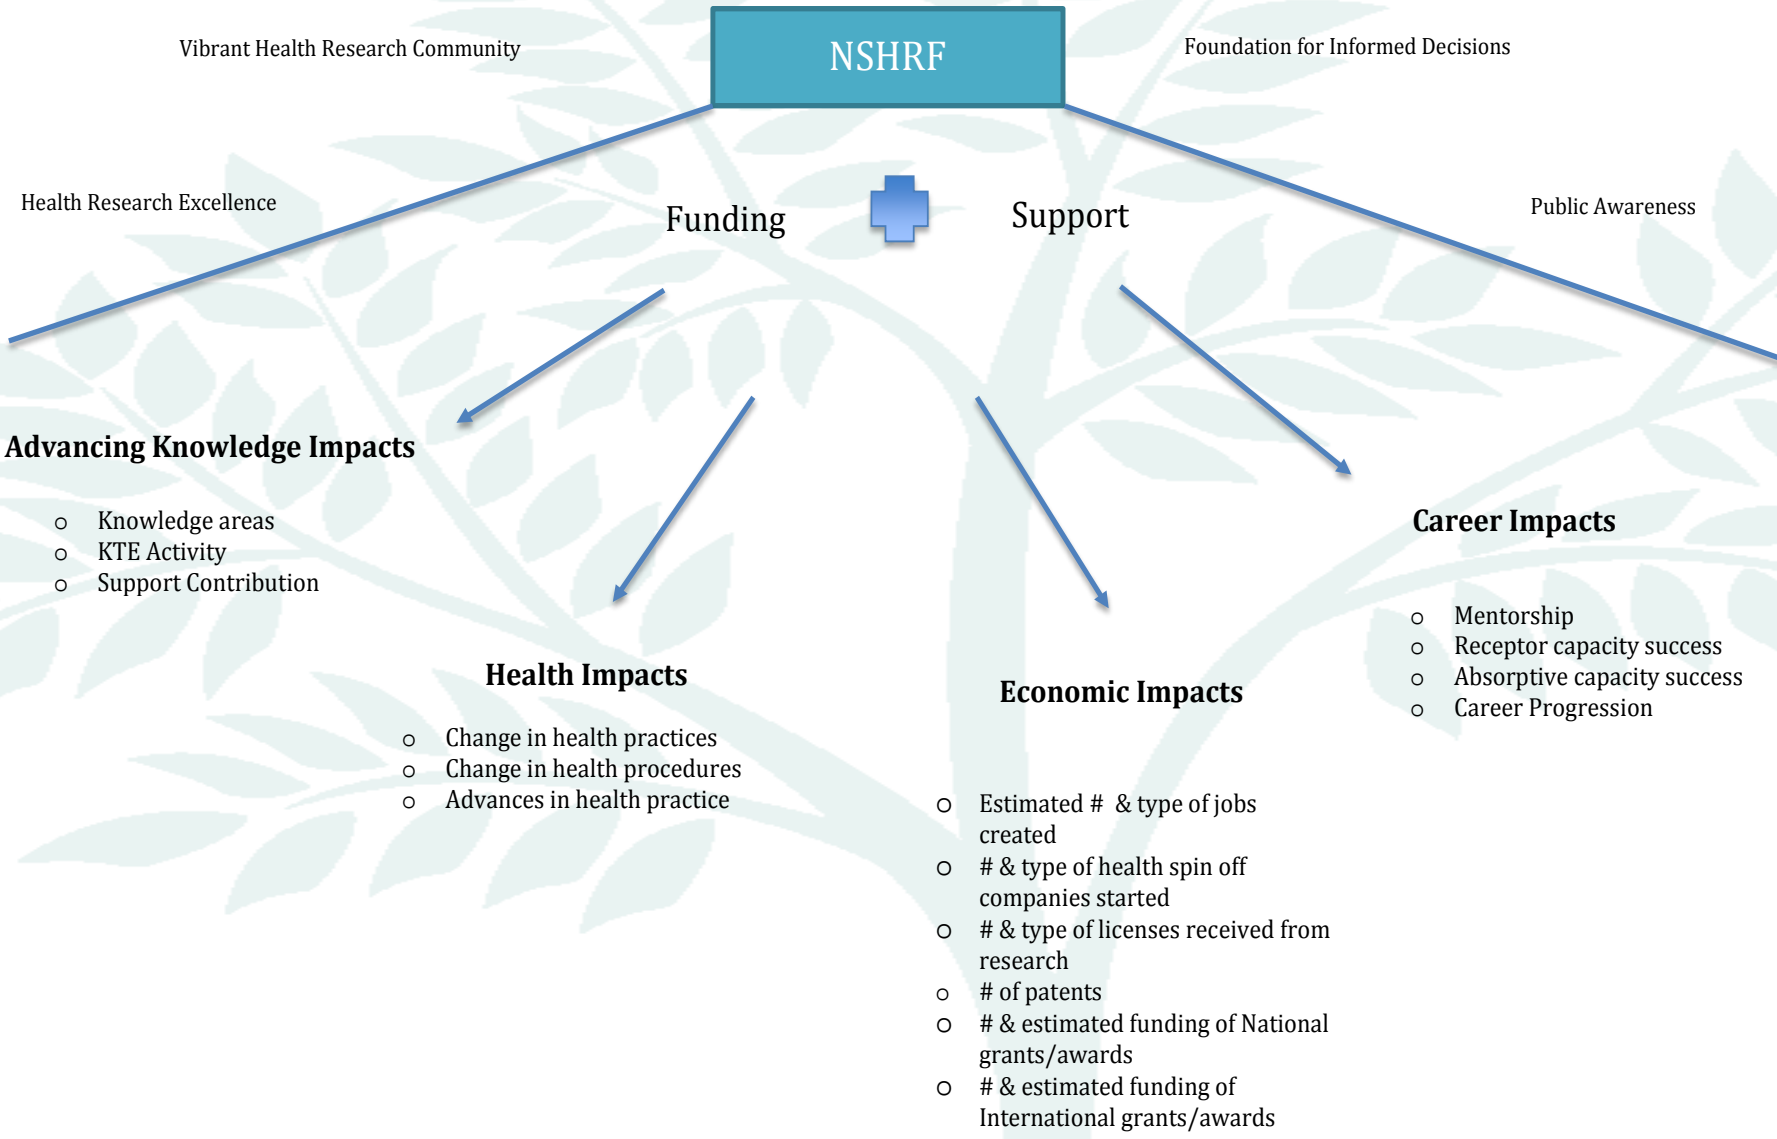 Vibrant Health Research Community
NSHRF
Foundation for Informed Decisions
Health Research Excellence
Funding
Support
Public Awareness
Advancing Knowledge Impacts
o Knowledge areas
o KTE Activity
o Support Contribution
Health Impacts
o Change in health practices
o Change in health procedures
o Advances in health practice
Economic Impacts
o Estimated # & type of jobs
created
o # & type of health spin off
companies started
o # & type of licenses received from
research
o # of patents
o # & estimated funding of National
grants/awards
o # & estimated funding of
International grants/awards
Career Impacts
o Mentorship
o Receptor capacity success
o Absorptive capacity success
o Career Progression